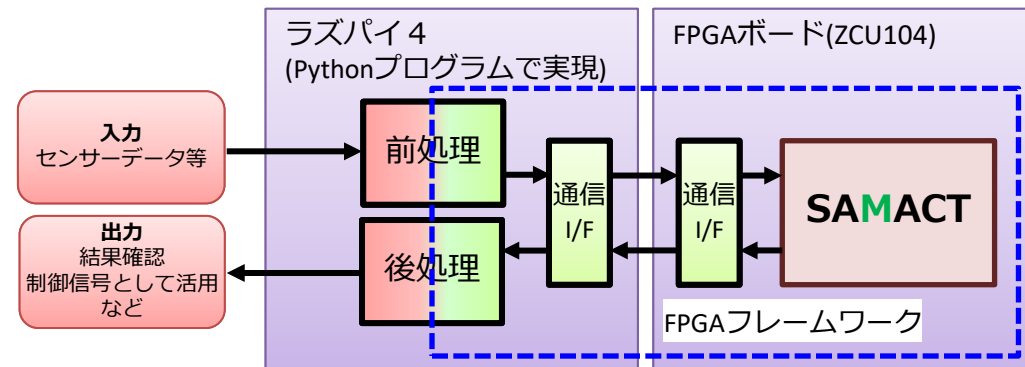 ラズパイ４
(Pythonプログラムで実現)
FPGAボード(ZCU104)
入力
センサーデータ等
前処理
通信
I/F
通信
I/F
SAMACT
出力
結果確認
制御信号として活用
など
後処理
FPGAフレームワーク